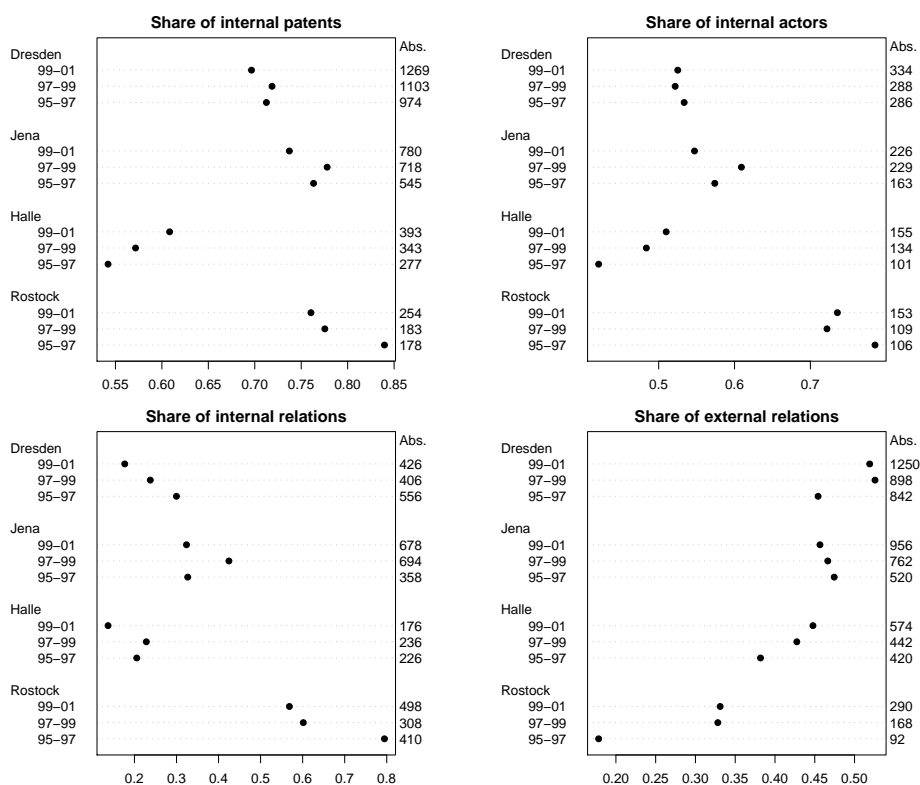 Share of internal patents
Abs.
Dresden
99–01 1269
97–99 1103
95–97 974
Jena
99–01 780
97–99 718
95–97 545
Halle
99–01 393
97–99 343
95–97 277
Rostock
99–01 254
97–99 183
95–97 178
0.55 0.60 0.65 0.70 0.75 0.80 0.85
Share of internal actors
Abs.
Dresden
99–01 334
97–99 288
95–97 286
Jena
99–01 226
97–99 229
95–97 163
Halle
99–01 155
97–99 134
95–97 101
Rostock
99–01 153
97–99 109
95–97 106
0.5 0.6 0.7
Share of internal relations
Abs.
Dresden
99–01 426
97–99 406
95–97 556
Jena
99–01 678
97–99 694
95–97 358
Halle
99–01 176
97–99 236
95–97 226
Rostock
99–01 498
97–99 308
95–97 410
0.2 0.3 0.4 0.5 0.6 0.7 0.8
Share of external relations
Abs.
Dresden
99–01 1250
97–99 898
95–97 842
Jena
99–01 956
97–99 762
95–97 520
Halle
99–01 574
97–99 442
95–97 420
Rostock
99–01 290
97–99 168
95–97 92
0.20 0.25 0.30 0.35 0.40 0.45 0.50